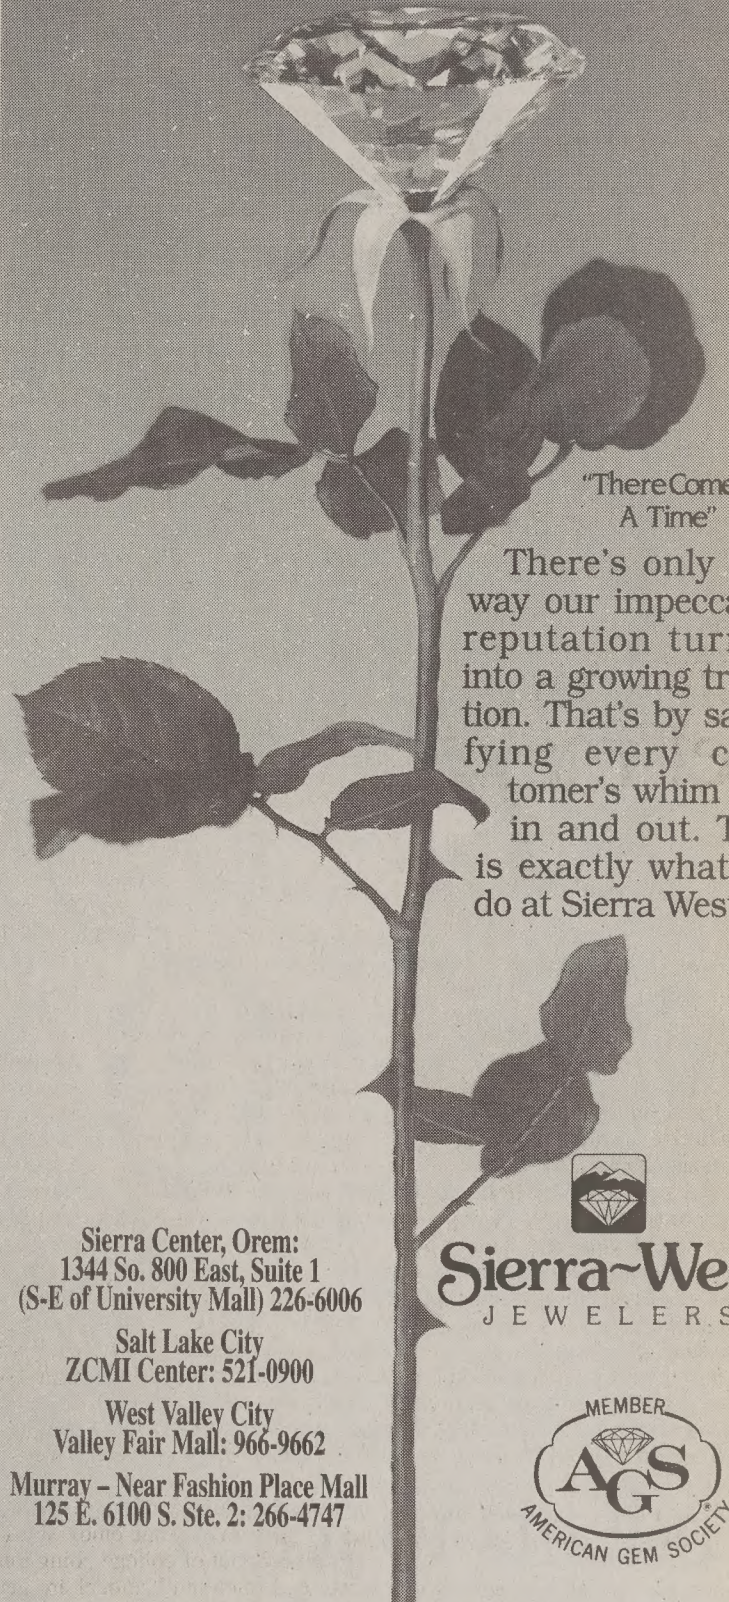 "There Come
A Time"
There's only
way our impecca
reputation tur
into a growing tr
tion. That's by sa
fying every c
tomer's whim
in and out. T
is exactly what
do at Sierra Wes
Sierra~We
JEWELERS
Sierra Center, Orem:
1344 So. 800 East, Suite 1
(S-E of University Mall) 226-6006
Salt Lake City
ZCMI Center: 521-0900
West Valley City
Valley Fair Mall: 966-9662
Murray – Near Fashion Place Mall
125 E. 6100 S. Ste. 2: 266-4747
MEMBER
AGS
®
AMERICAN GEM SOCIETY